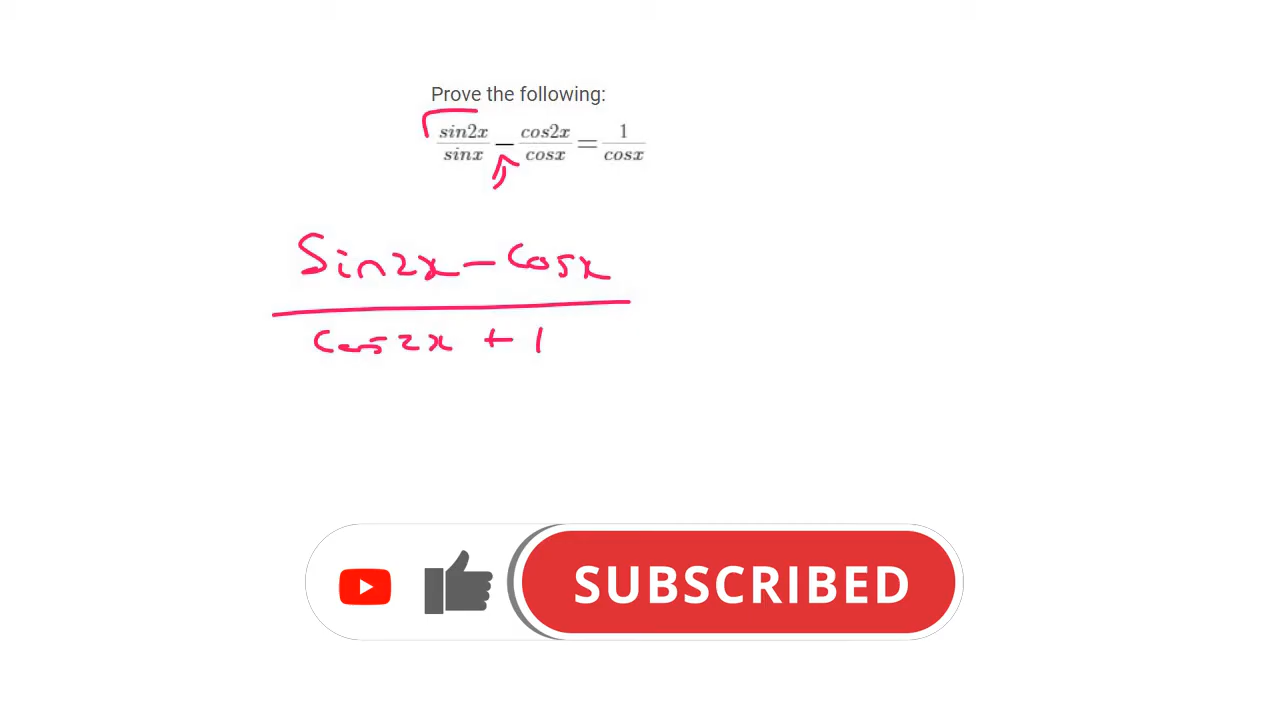 Prove the following:
sin2x/sinx − cos2x/cosx = 1/cosx
Sin2x − Cosx
Cos2x + 1
SUBSCRIBED